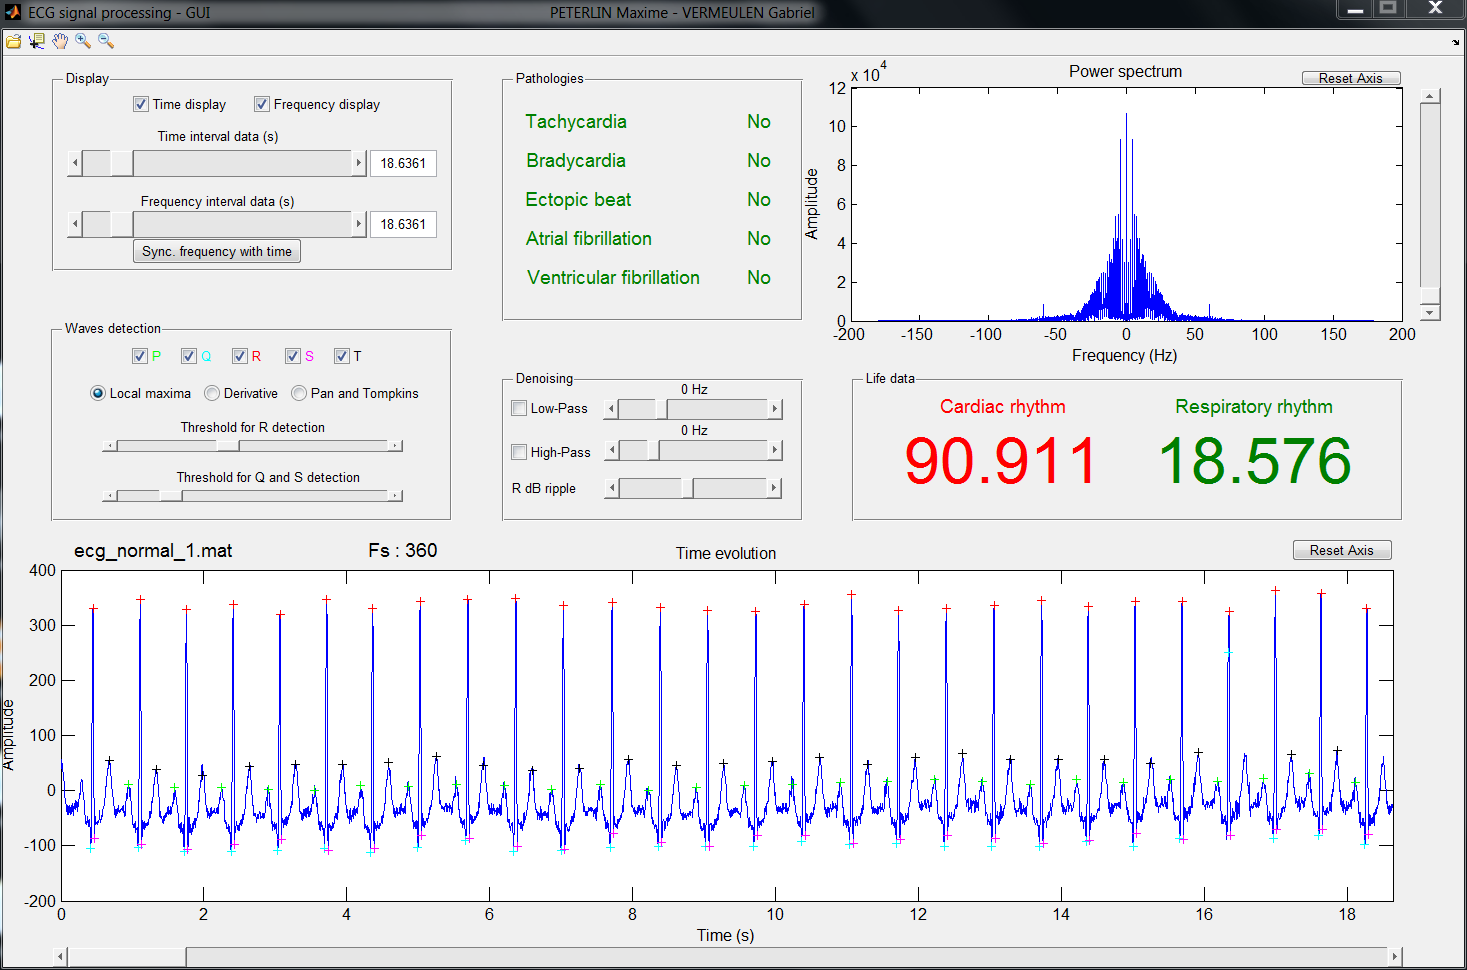 ECG signal processing - GUI PETERLIN Maxime - VERMEULEN Gabriel
Display
Time display Frequency display
Time interval data (s)
18.6361
Frequency interval data (s)
18.6361
Sync. frequency with time
Pathologies
Tachycardia No
Bradycardia No
Ectopic beat No
Atrial fibrillation No
Ventricular fibrillation No
Power spectrum
Reset Axis
x 10^4
12
10
8
6
4
2
0
Amplitude
-200 -150 -100 -50 0 50 100 150 200
Frequency (Hz)
Waves detection
P Q R S T
Local maxima Derivative Pan and Tompkins
Threshold for R detection
Threshold for Q and S detection
Denoising
0 Hz
Low-Pass
0 Hz
High-Pass
R dB ripple
Life data
Cardiac rhythm Respiratory rhythm
90.911 18.576
ecg_normal_1.mat Fs : 360 Time evolution
Reset Axis
400
300
200
100
0
-100
-200
Amplitude
0 2 4 6 8 10 12 14 16 18
Time (s)